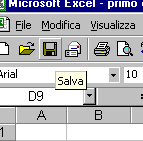 Microsoft Excel - primo
File Modifica Visualizza
Arial 10
Salva
D9
A B
1